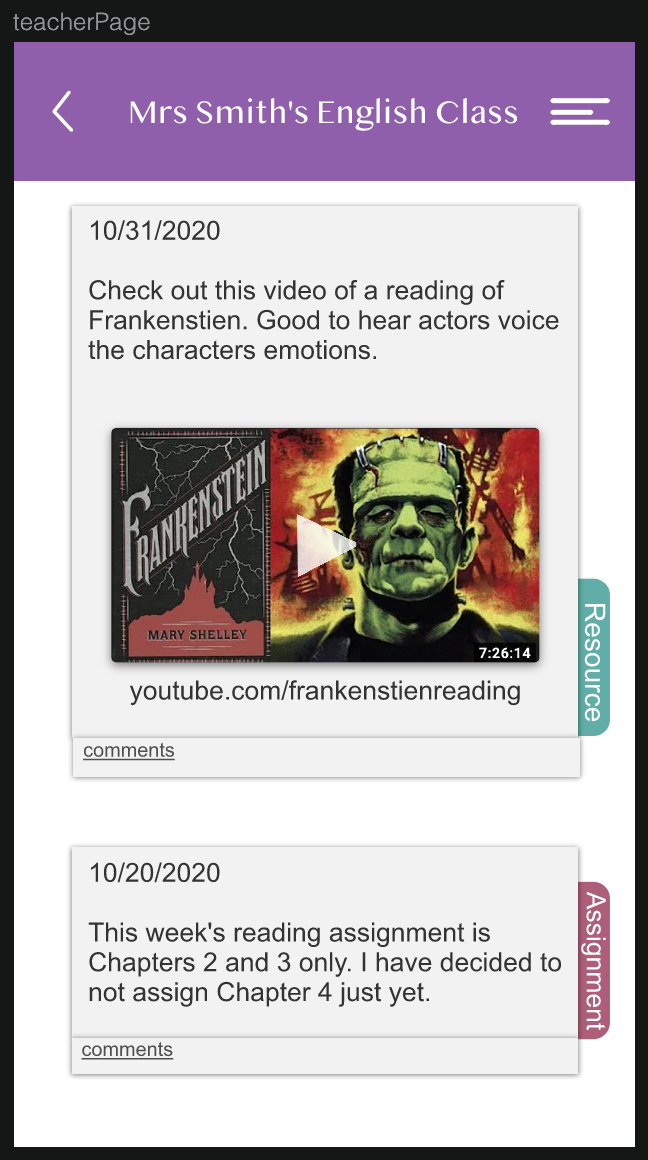 teacherPage
Mrs Smith's English Class
10/31/2020
Check out this video of a reading of
Frankenstien. Good to hear actors voice
the characters emotions.
FRANKENSTEIN
MARY SHELLEY
7:26:14
youtube.com/frankenstienreading
Resource
comments
10/20/2020
This week's reading assignment is
Chapters 2 and 3 only. I have decided to
not assign Chapter 4 just yet.
Assignment
comments